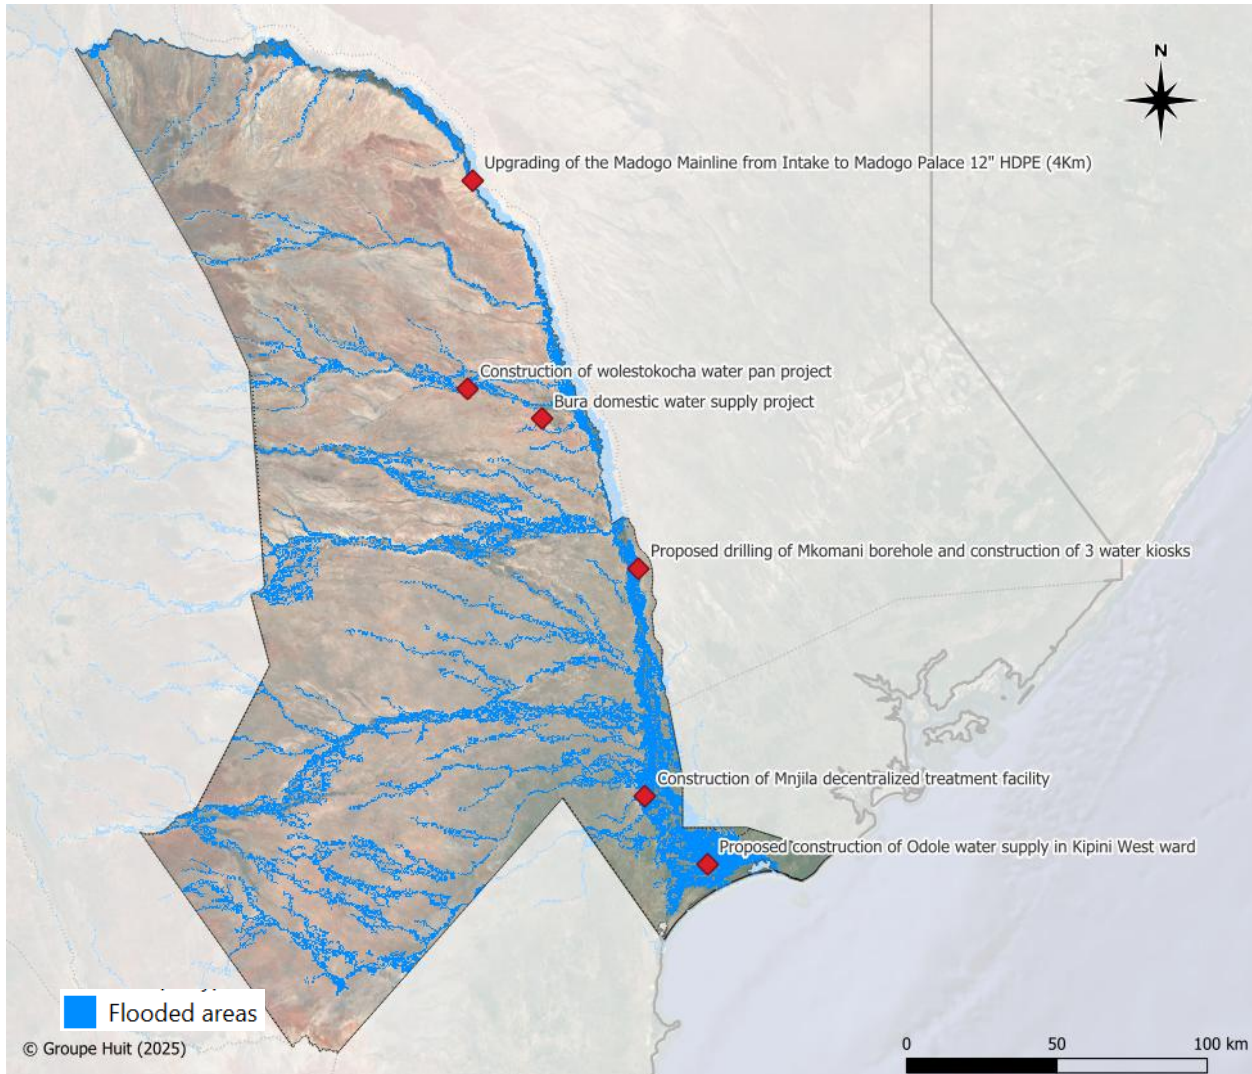 N
Upgrading of the Madogo Mainline from Intake to Madogo Palace 12" HDPE (4Km)
Construction of wolestokocha water pan project
Bura domestic water supply project
Proposed drilling of Mkomani borehole and construction of 3 water kiosks
Construction of Mnjila decentralized treatment facility
Proposed construction of Odole water supply in Kipini West ward
Flooded areas
© Groupe Huit (2025)
0 50 100 km